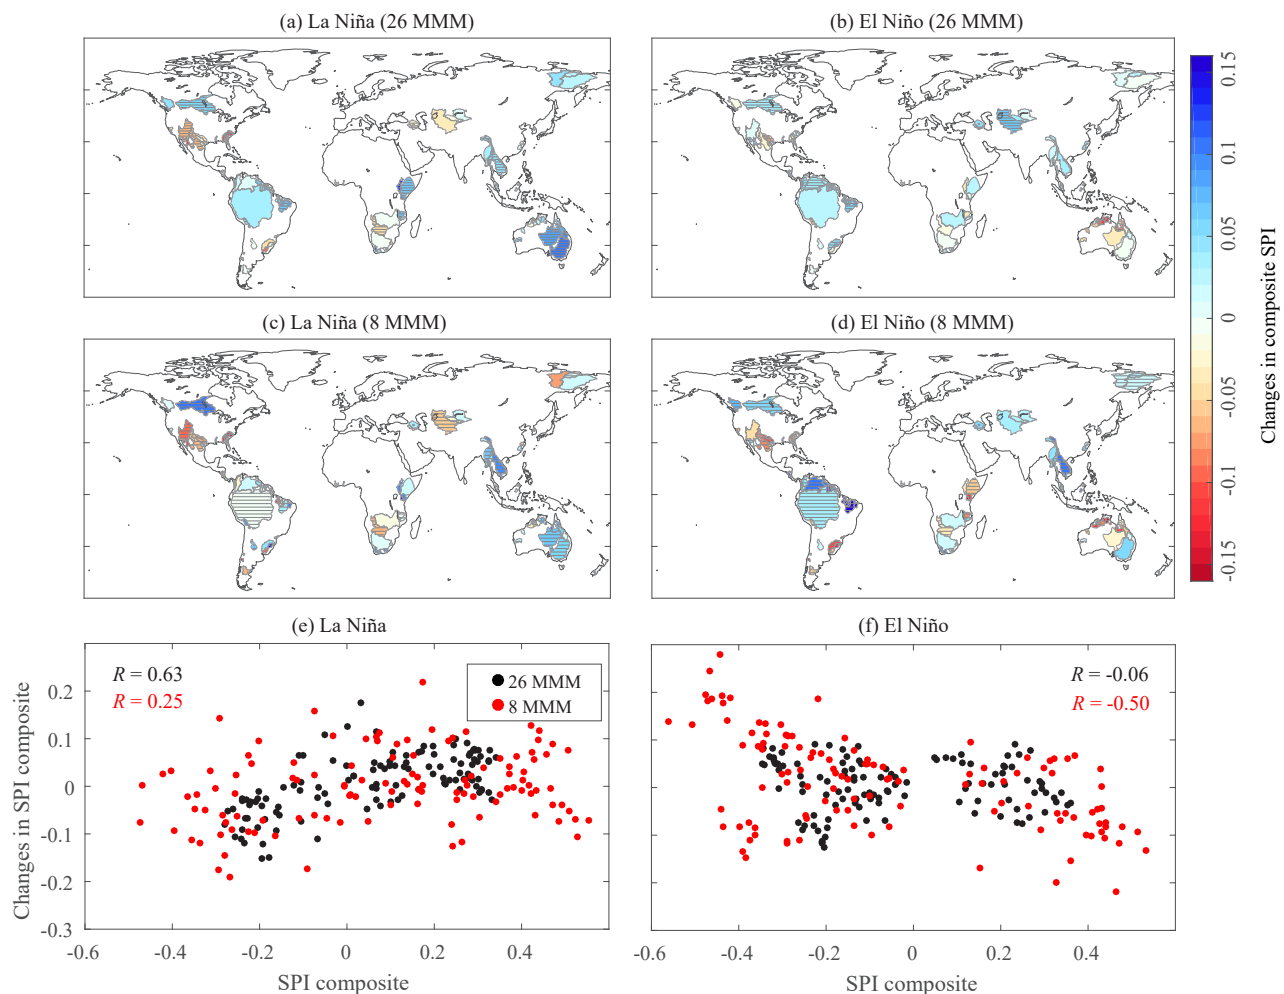 (a) La Niña (26 MMM)
(b) El Niño (26 MMM)
(c) La Niña (8 MMM)
(d) El Niño (8 MMM)
0.15
0.1
0.05
0
-0.05
-0.1
-0.15
Changes in composite SPI
(e) La Niña
R = 0.63
R = 0.25
26 MMM
8 MMM
0.2
0.1
0
-0.1
-0.2
-0.3
Changes in SPI composite
-0.6 -0.4 -0.2 0 0.2 0.4
SPI composite
(f) El Niño
R = -0.06
R = -0.50
-0.6 -0.4 -0.2 0 0.2 0.4
SPI composite